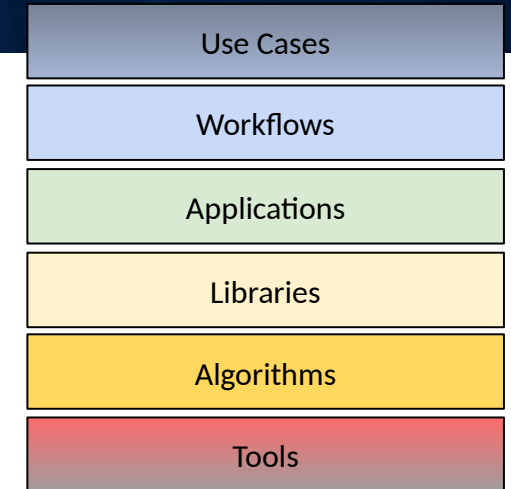 Use Cases
Workflows
Applications
Libraries
Algorithms
Tools